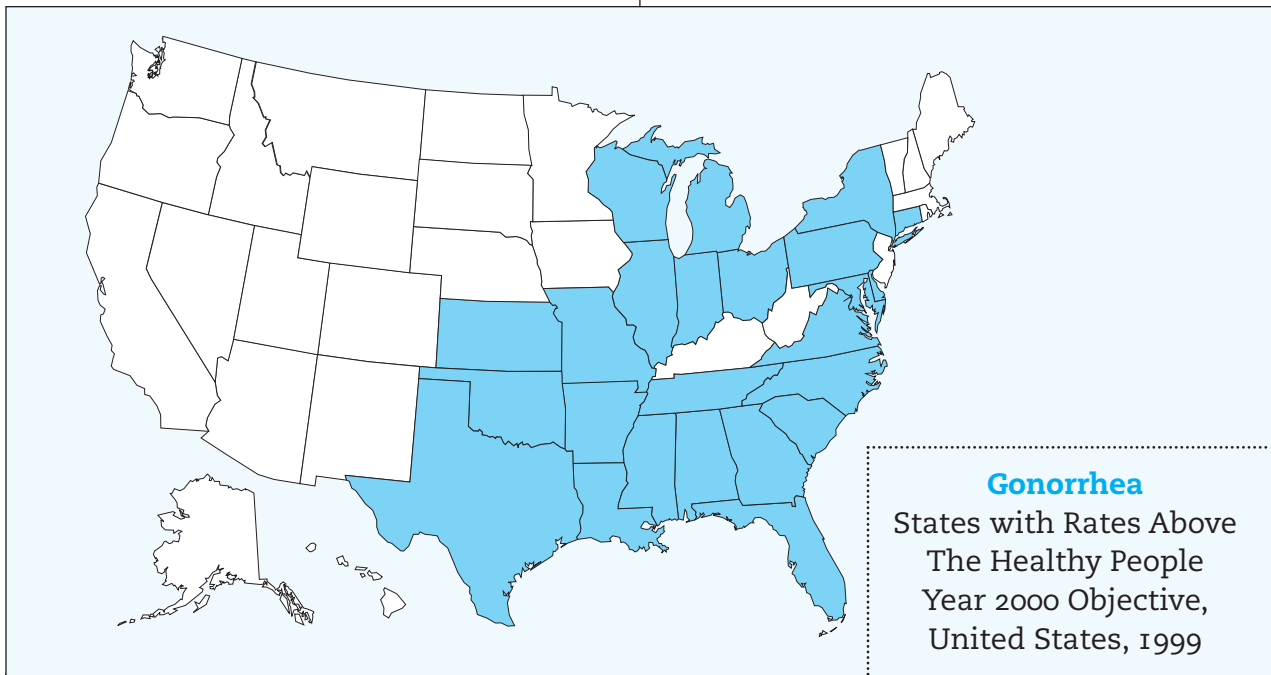 Gonorrhea
States with Rates Above
The Healthy People
Year 2000 Objective,
United States, 1999